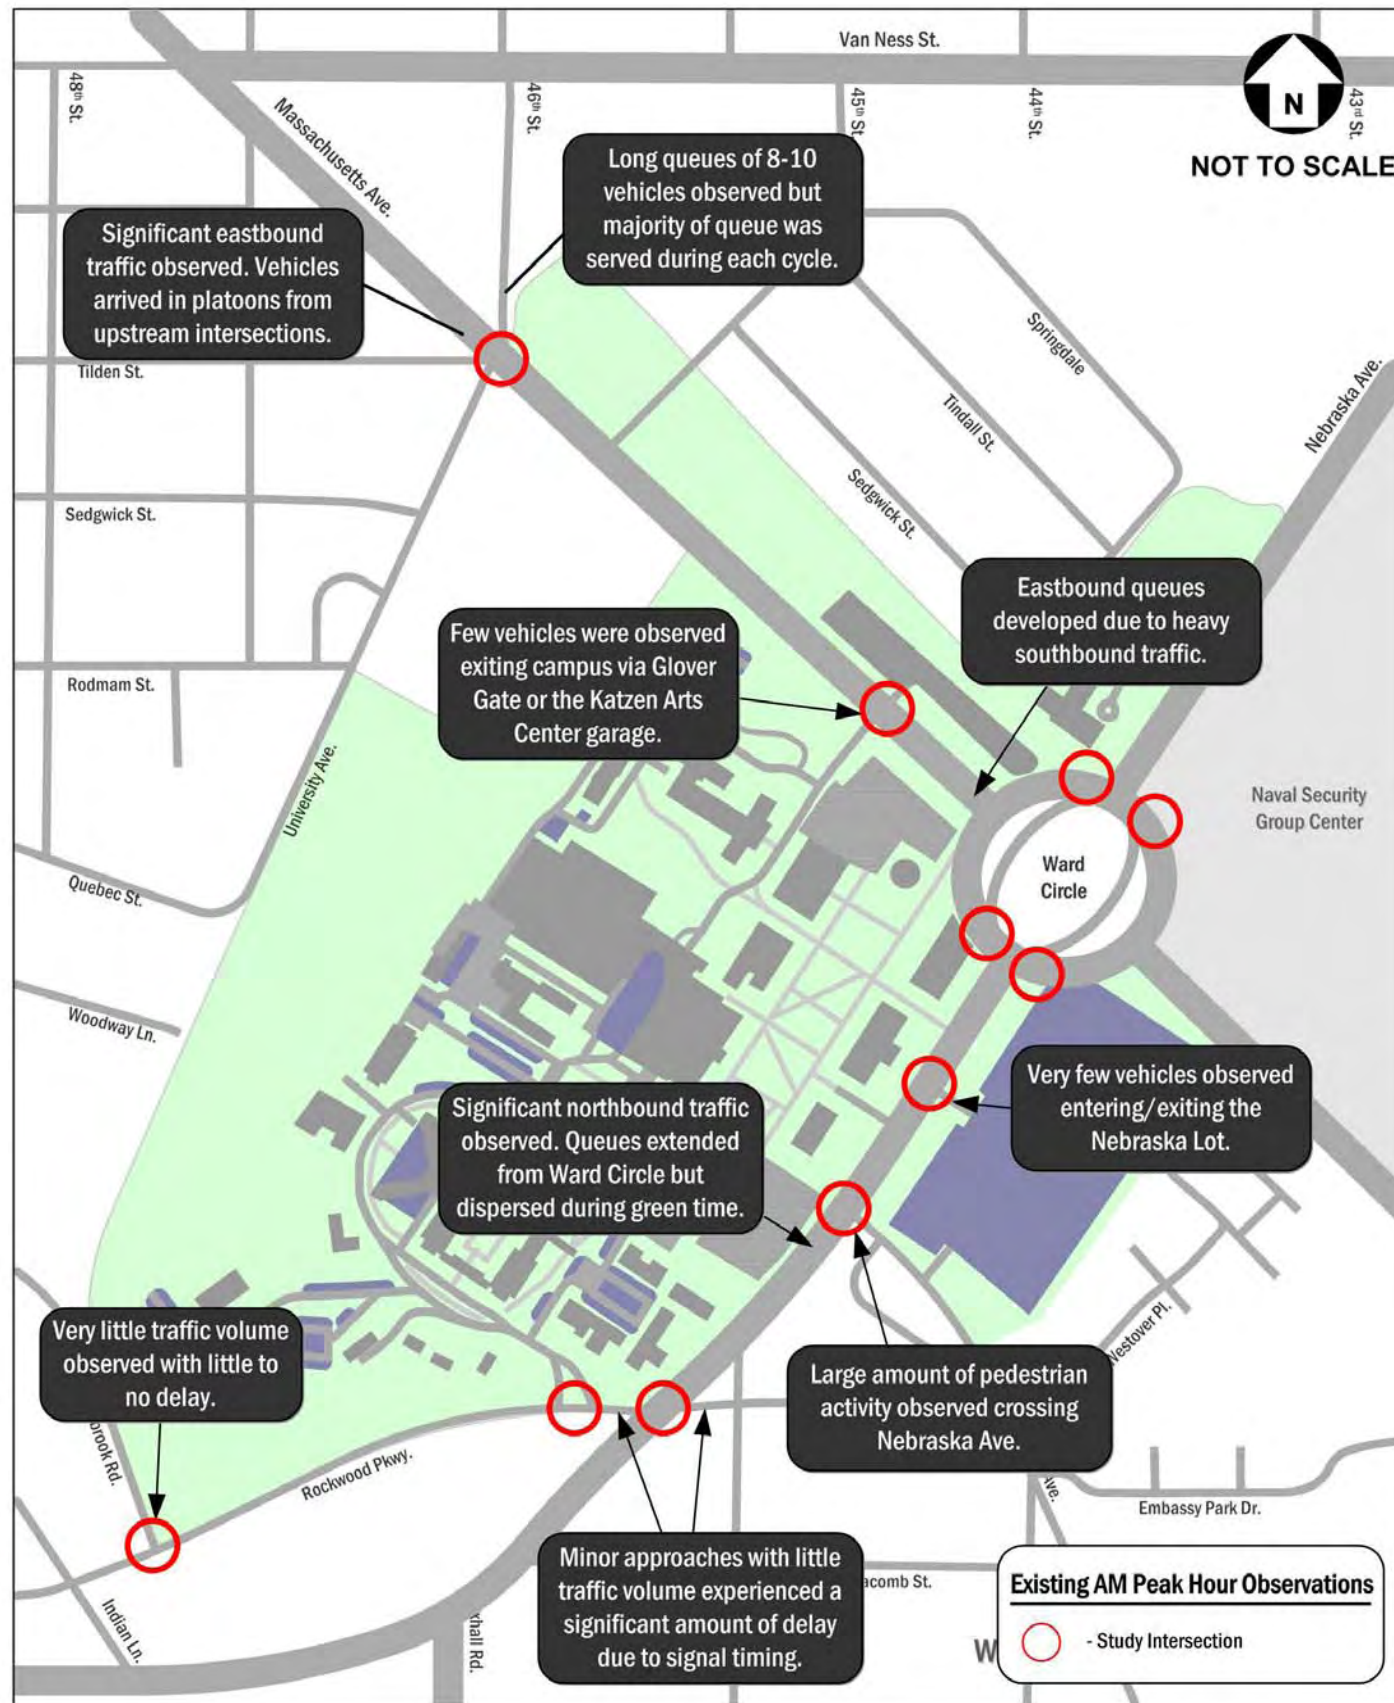 Van Ness St.
48th St.
46th St.
45th St.
44th St.
43rd St.
N
NOT TO SCALE
Massachusetts Ave.
Long queues of 8-10
vehicles observed but
majority of queue was
served during each cycle.
Significant eastbound
traffic observed. Vehicles
arrived in platoons from
upstream intersections.
Tilden St.
Springdale
Tindall St.
Nebraska Ave.
Sedgwick St.
Sedgwick St.
Eastbound queues
developed due to heavy
southbound traffic.
Few vehicles were observed
exiting campus via Glover
Gate or the Katzen Arts
Center garage.
Rodmam St.
University Ave.
Naval Security
Group Center
Ward
Circle
Quebec St.
Woodway Ln.
Very few vehicles observed
entering/exiting the
Nebraska Lot.
Significant northbound traffic
observed. Queues extended
from Ward Circle but
dispersed during green time.
Very little traffic volume
observed with little to
no delay.
Westover Pl.
Large amount of pedestrian
activity observed crossing
Nebraska Ave.
brook Rd.
Rockwood Pkwy.
Ave.
Embassy Park Dr.
Minor approaches with little
traffic volume experienced a
significant amount of delay
due to signal timing.
acomb St.
Indian Ln.
xhall Rd.
W
Existing AM Peak Hour Observations
- Study Intersection